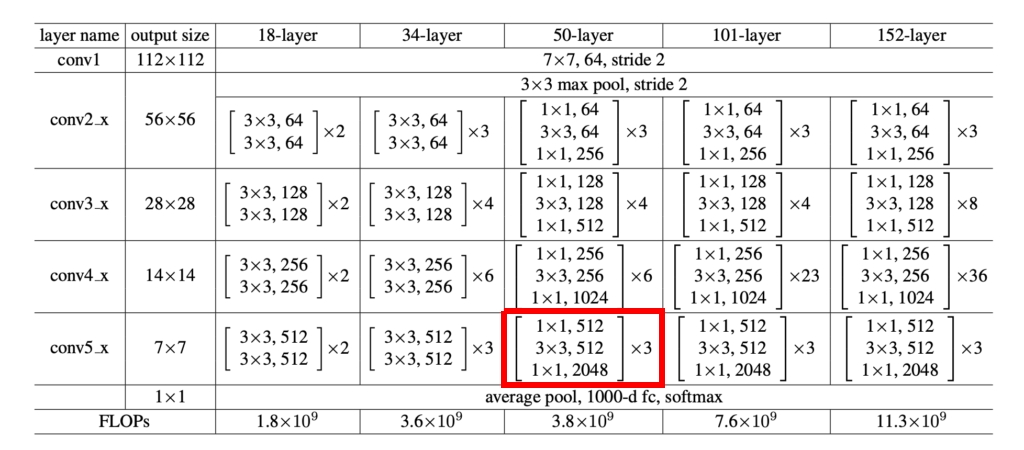 layer name output size 18-layer 34-layer 50-layer 101-layer 152-layer
conv1 112×112 7×7, 64, stride 2
3×3 max pool, stride 2
conv2_x 56×56 [3×3, 64 3×3, 64]×2 [3×3, 64 3×3, 64]×3 [1×1, 64 3×3, 64 1×1, 256]×3 [1×1, 64 3×3, 64 1×1, 256]×3 [1×1, 64 3×3, 64 1×1, 256]×3
conv3_x 28×28 [3×3, 128 3×3, 128]×2 [3×3, 128 3×3, 128]×4 [1×1, 128 3×3, 128 1×1, 512]×4 [1×1, 128 3×3, 128 1×1, 512]×4 [1×1, 128 3×3, 128 1×1, 512]×8
conv4_x 14×14 [3×3, 256 3×3, 256]×2 [3×3, 256 3×3, 256]×6 [1×1, 256 3×3, 256 1×1, 1024]×6 [1×1, 256 3×3, 256 1×1, 1024]×23 [1×1, 256 3×3, 256 1×1, 1024]×36
conv5_x 7×7 [3×3, 512 3×3, 512]×2 [3×3, 512 3×3, 512]×3 [1×1, 512 3×3, 512 1×1, 2048]×3 [1×1, 512 3×3, 512 1×1, 2048]×3 [1×1, 512 3×3, 512 1×1, 2048]×3
1×1 average pool, 1000-d fc, softmax
FLOPs 1.8×10⁹ 3.6×10⁹ 3.8×10⁹ 7.6×10⁹ 11.3×10⁹